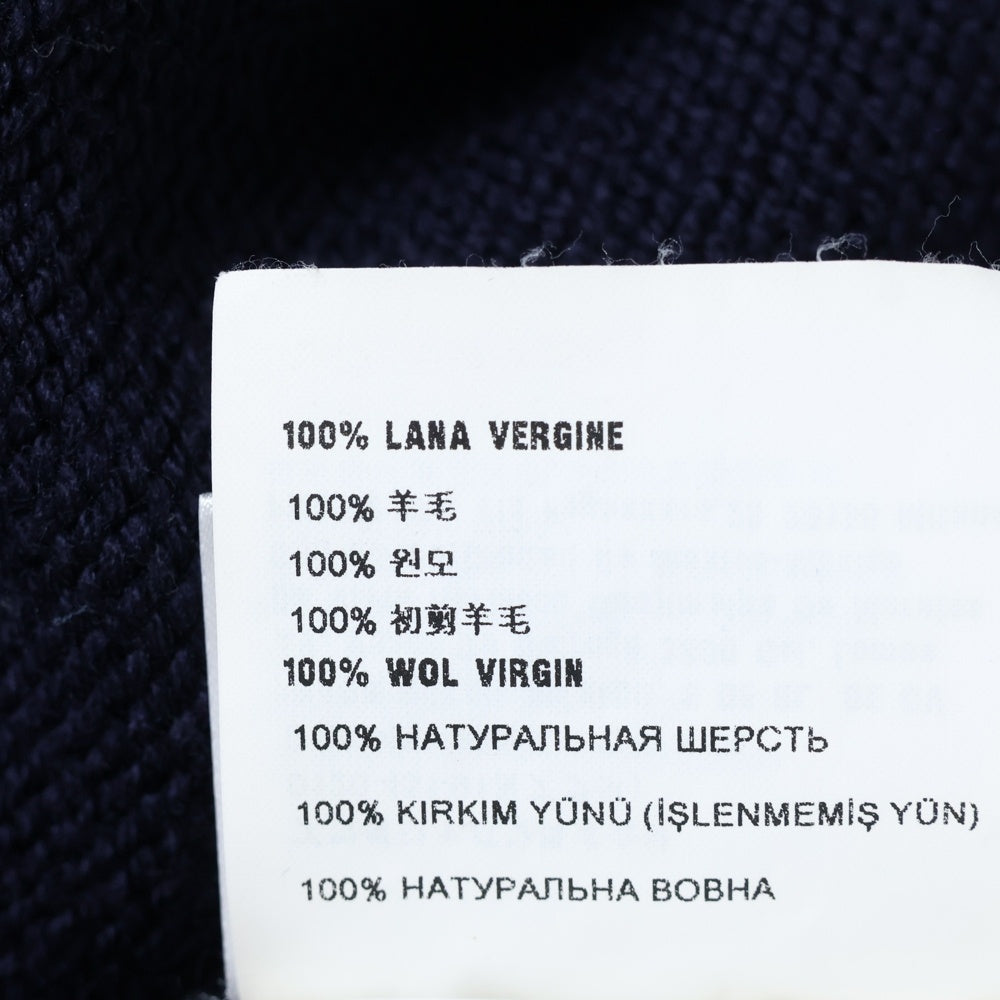 100% LANA VERGINE
100% 羊毛
100% 원모
100% 初剪羊毛
100% WOL VIRGIN
100% НАТУРАЛЬНАЯ ШЕРСТЬ
100% KIRKIM YÜNÜ (İŞLENMEMİŞ YÜN)
100% НАТУРАЛЬНА ВОВНА